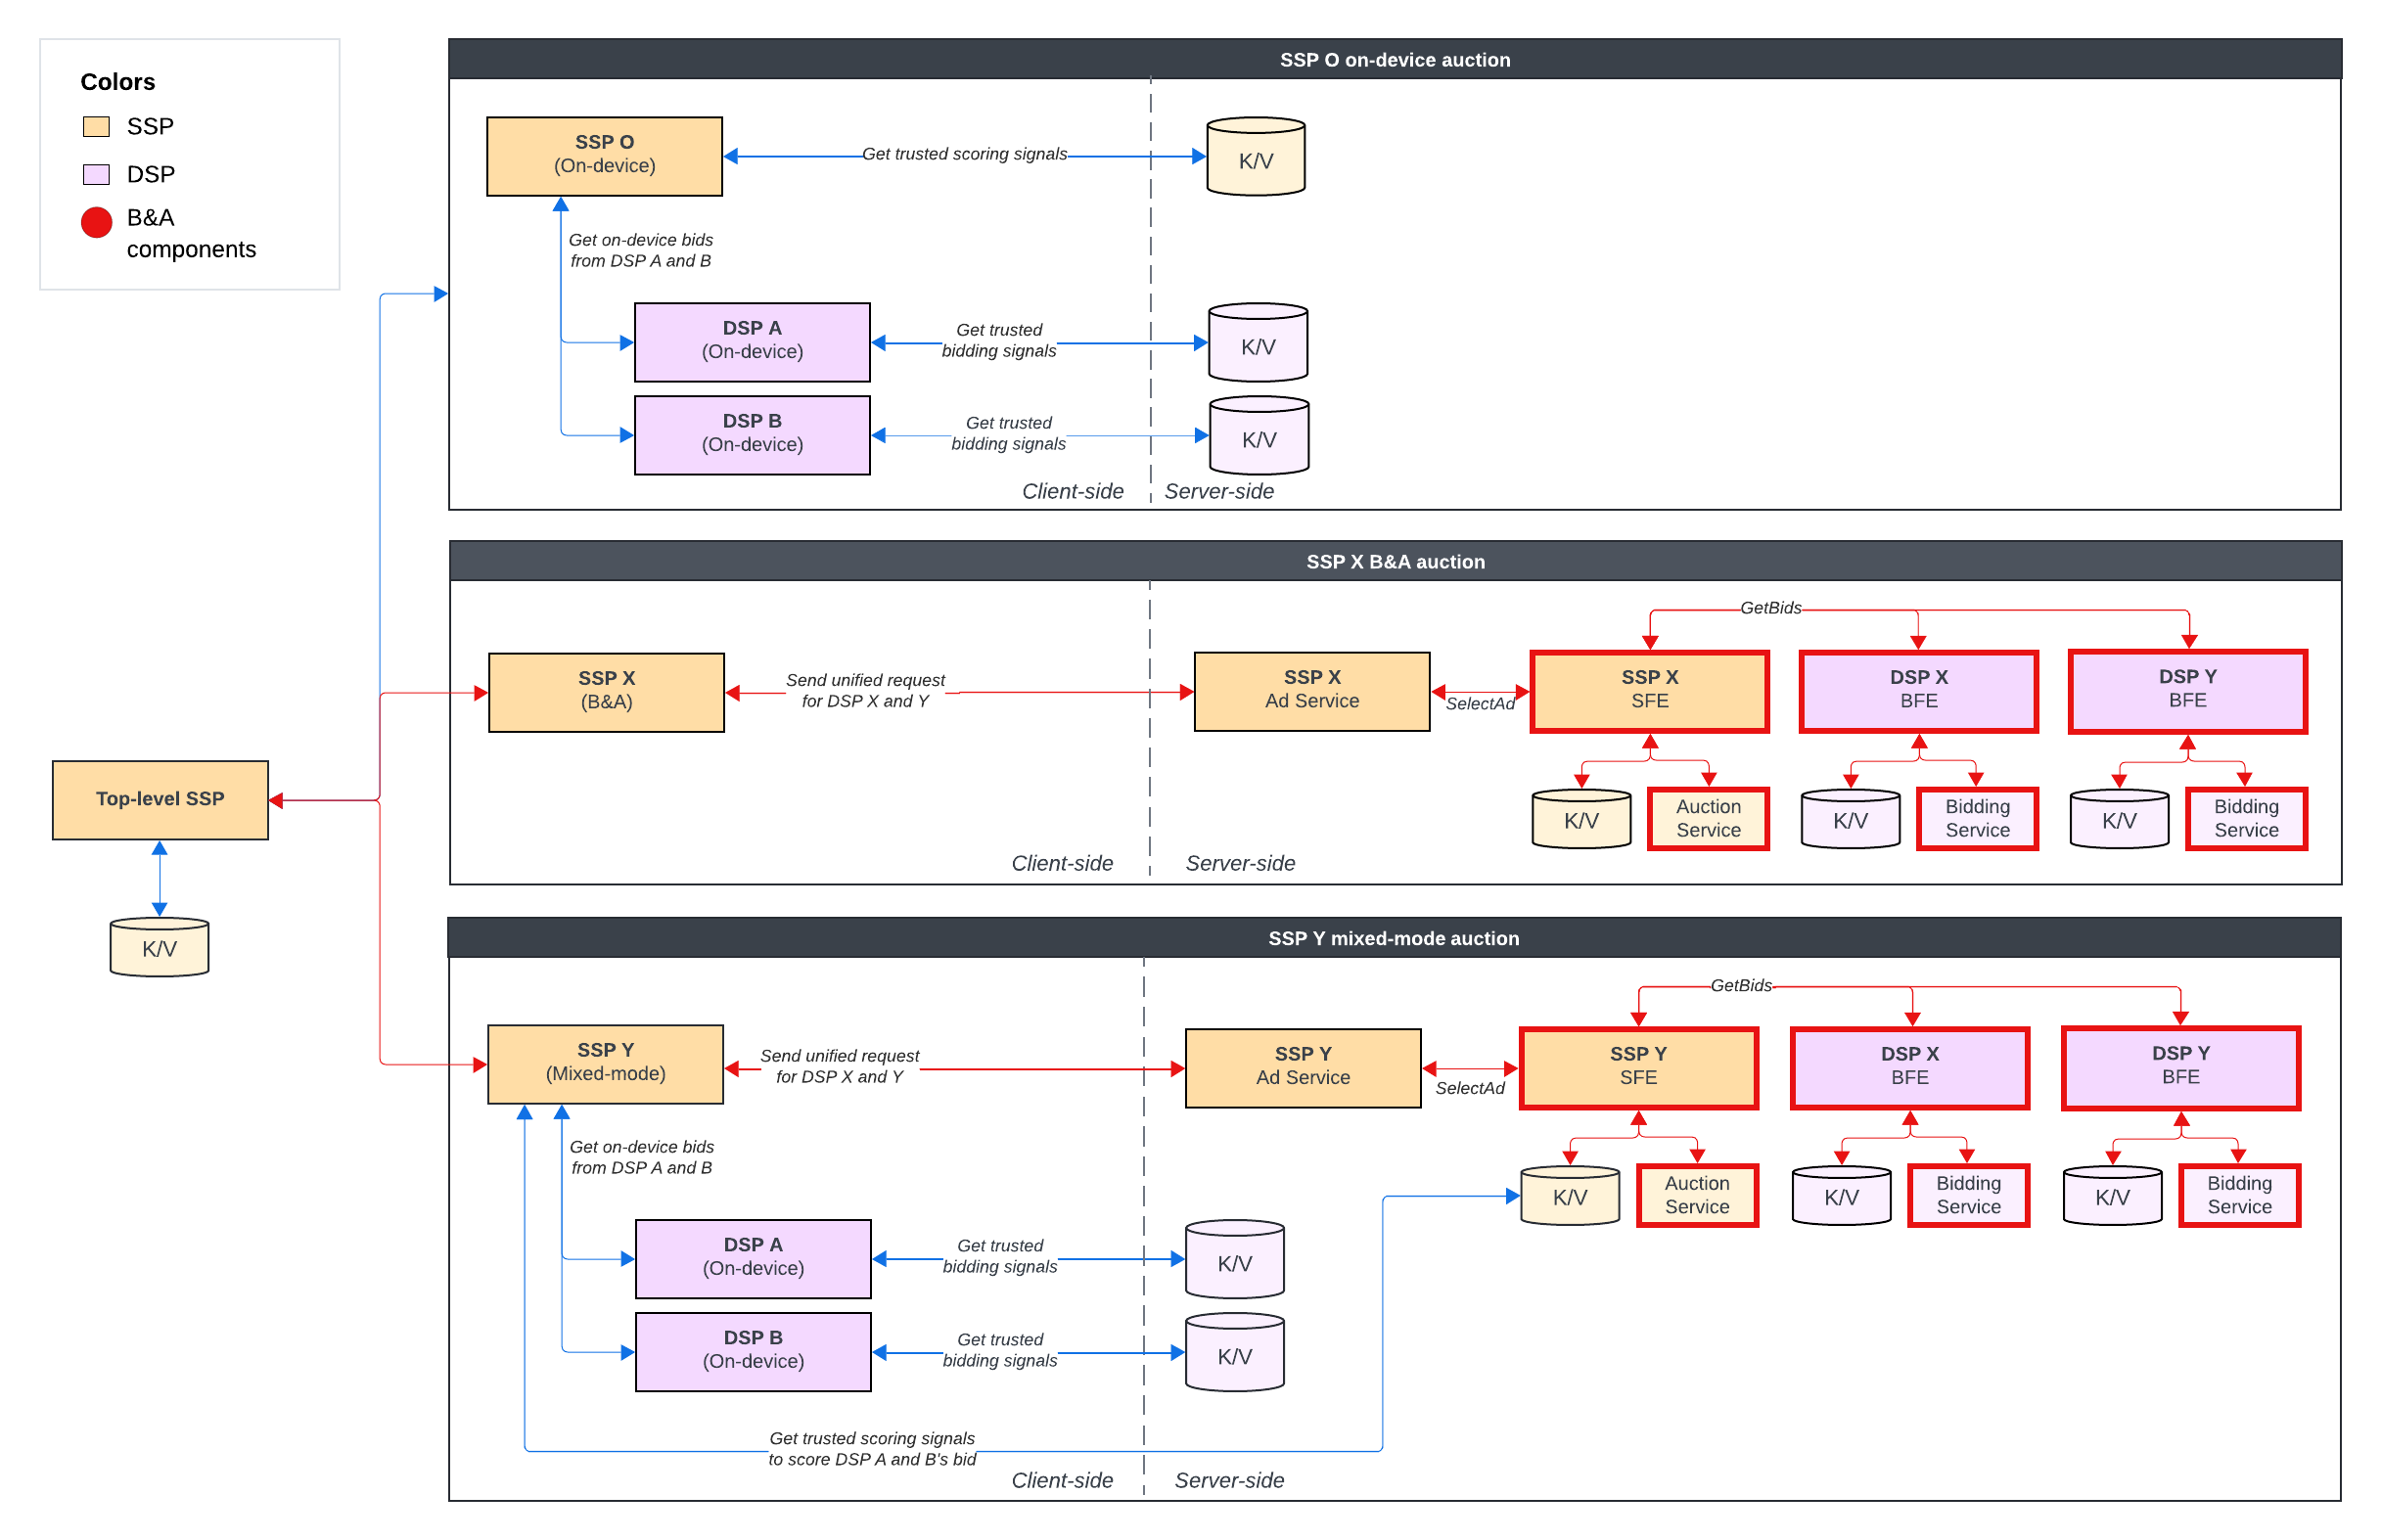 Colors
SSP
DSP
B&A
components
SSP O on-device auction
SSP O
(On-device)
Get trusted scoring signals
K/V
Get on-device bids
from DSP A and B
DSP A
(On-device)
Get trusted
bidding signals
K/V
DSP B
(On-device)
Get trusted
bidding signals
K/V
Client-side
Server-side
SSP X B&A auction
GetBids
SSP X
(B&A)
Send unified request
for DSP X and Y
SSP X
Ad Service
SelectAd
SSP X
SFE
DSP X
BFE
DSP Y
BFE
K/V
Auction
Service
K/V
Bidding
Service
K/V
Bidding
Service
Client-side
Server-side
Top-level SSP
K/V
SSP Y mixed-mode auction
GetBids
SSP Y
(Mixed-mode)
Send unified request
for DSP X and Y
SSP Y
Ad Service
SelectAd
SSP Y
SFE
DSP X
BFE
DSP Y
BFE
K/V
Auction
Service
K/V
Bidding
Service
K/V
Bidding
Service
Get on-device bids
from DSP A and B
DSP A
(On-device)
Get trusted
bidding signals
K/V
DSP B
(On-device)
Get trusted
bidding signals
K/V
Get trusted scoring signals
to score DSP A and B's bid
Client-side
Server-side